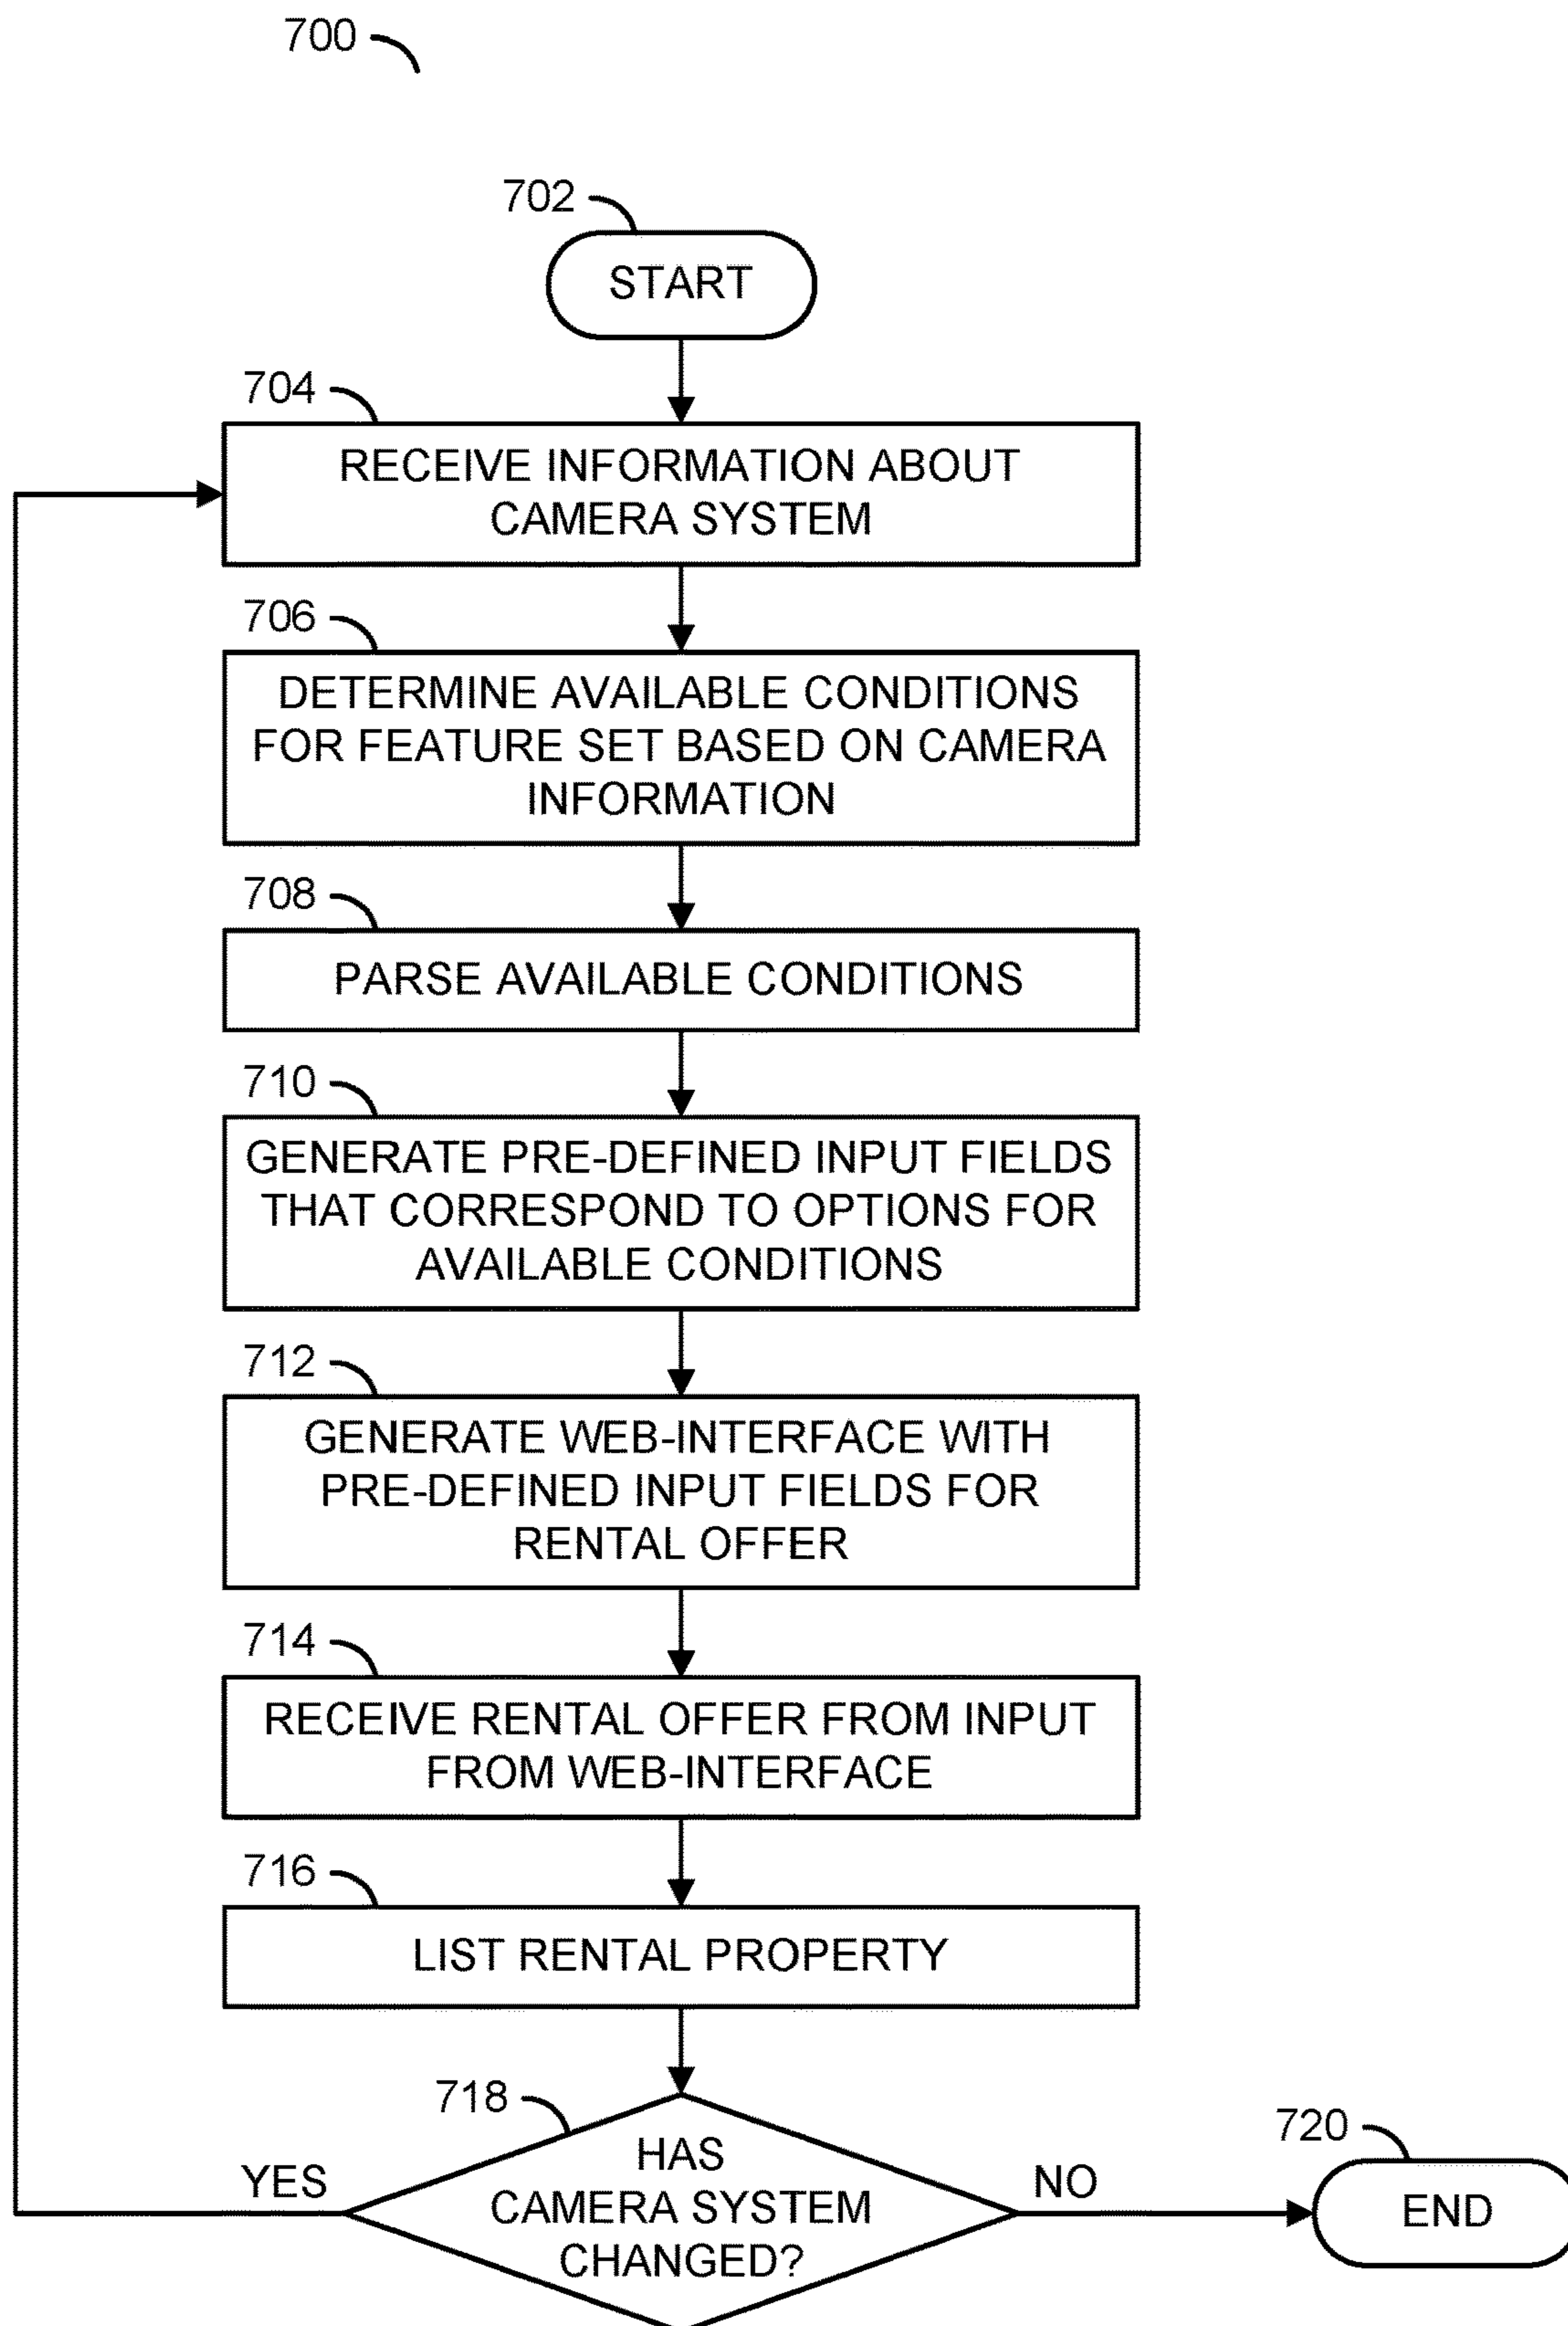 700
702
START
704
RECEIVE INFORMATION ABOUT
CAMERA SYSTEM
706
DETERMINE AVAILABLE CONDITIONS
FOR FEATURE SET BASED ON CAMERA
INFORMATION
708
PARSE AVAILABLE CONDITIONS
710
GENERATE PRE-DEFINED INPUT FIELDS
THAT CORRESPOND TO OPTIONS FOR
AVAILABLE CONDITIONS
712
GENERATE WEB-INTERFACE WITH
PRE-DEFINED INPUT FIELDS FOR
RENTAL OFFER
714
RECEIVE RENTAL OFFER FROM INPUT
FROM WEB-INTERFACE
716
LIST RENTAL PROPERTY
718
HAS
CAMERA SYSTEM
CHANGED?
YES
NO
720
END